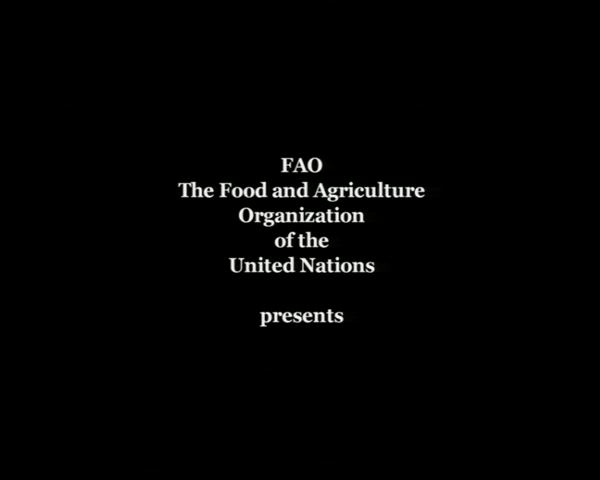 FAO
The Food and Agriculture
Organization
of the
United Nations
presents